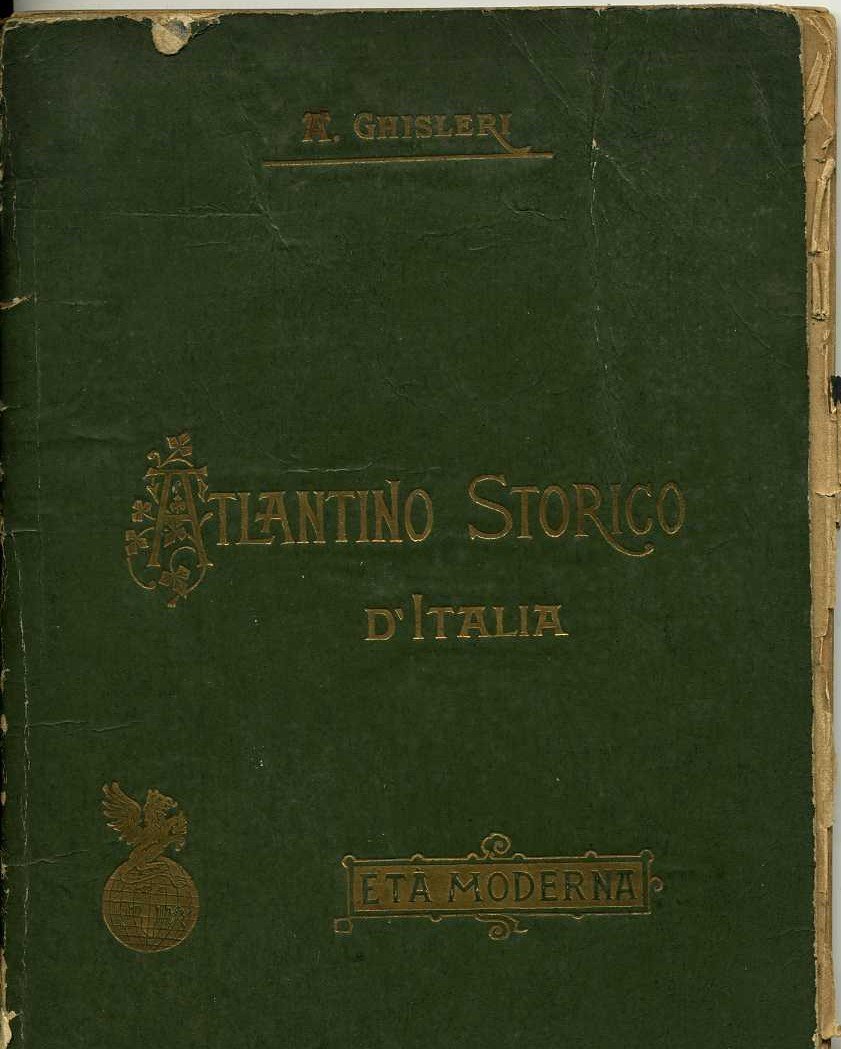 A. GHISLERI
ATLANTINO STORICO
D'ITALIA
ETÀ MODERNA